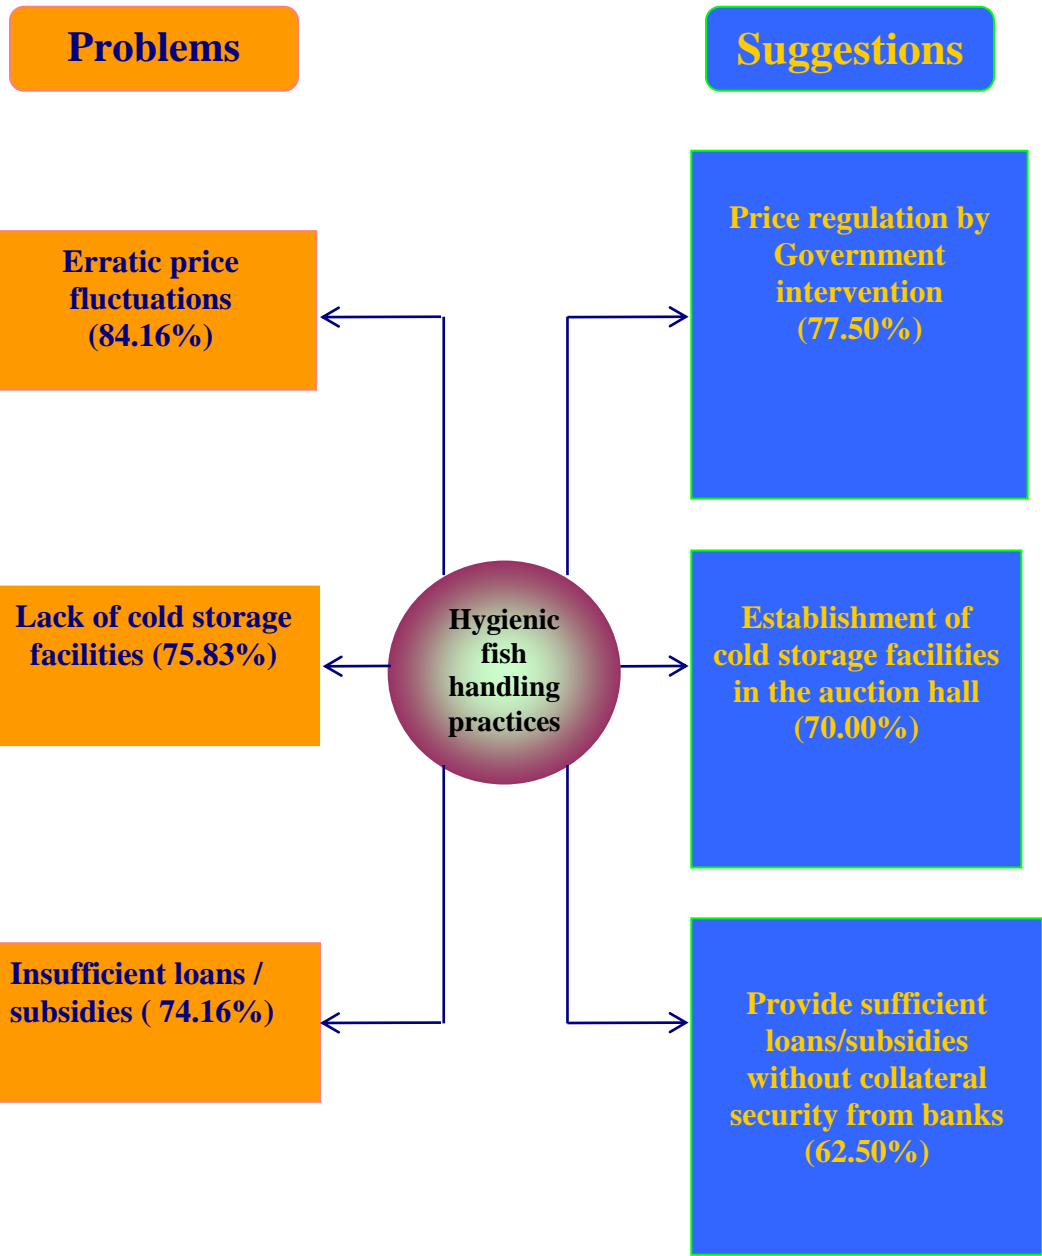 Problems
Suggestions
Erratic price
fluctuations
(84.16%)
Price regulation by
Government
intervention
(77.50%)
Lack of cold storage
facilities (75.83%)
Hygienic
fish
handling
practices
Establishment of
cold storage facilities
in the auction hall
(70.00%)
Insufficient loans /
subsidies ( 74.16%)
Provide sufficient
loans/subsidies
without collateral
security from banks
(62.50%)